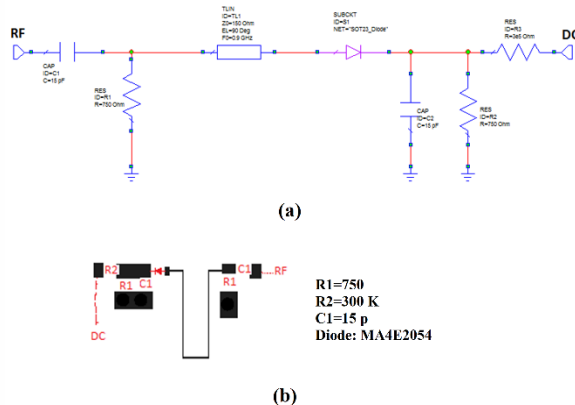 TLIN
ID=TL1
Z0=150 Ohm
EL=90 Deg
F0=0.9 GHz
SUBCKT
ID=S1
NET="SOT23_Diode"
RES
ID=R3
R=3e5 Ohm
RF
DC
CAP
ID=C1
C=15 pF
RES
ID=R1
R=750 Ohm
CAP
ID=C2
C=15 pF
RES
ID=R2
R=750 Ohm
(a)
R2
C1
RF
R1 C1
R1
DC
R1=750
R2=300 K
C1=15 p
Diode: MA4E2054
(b)